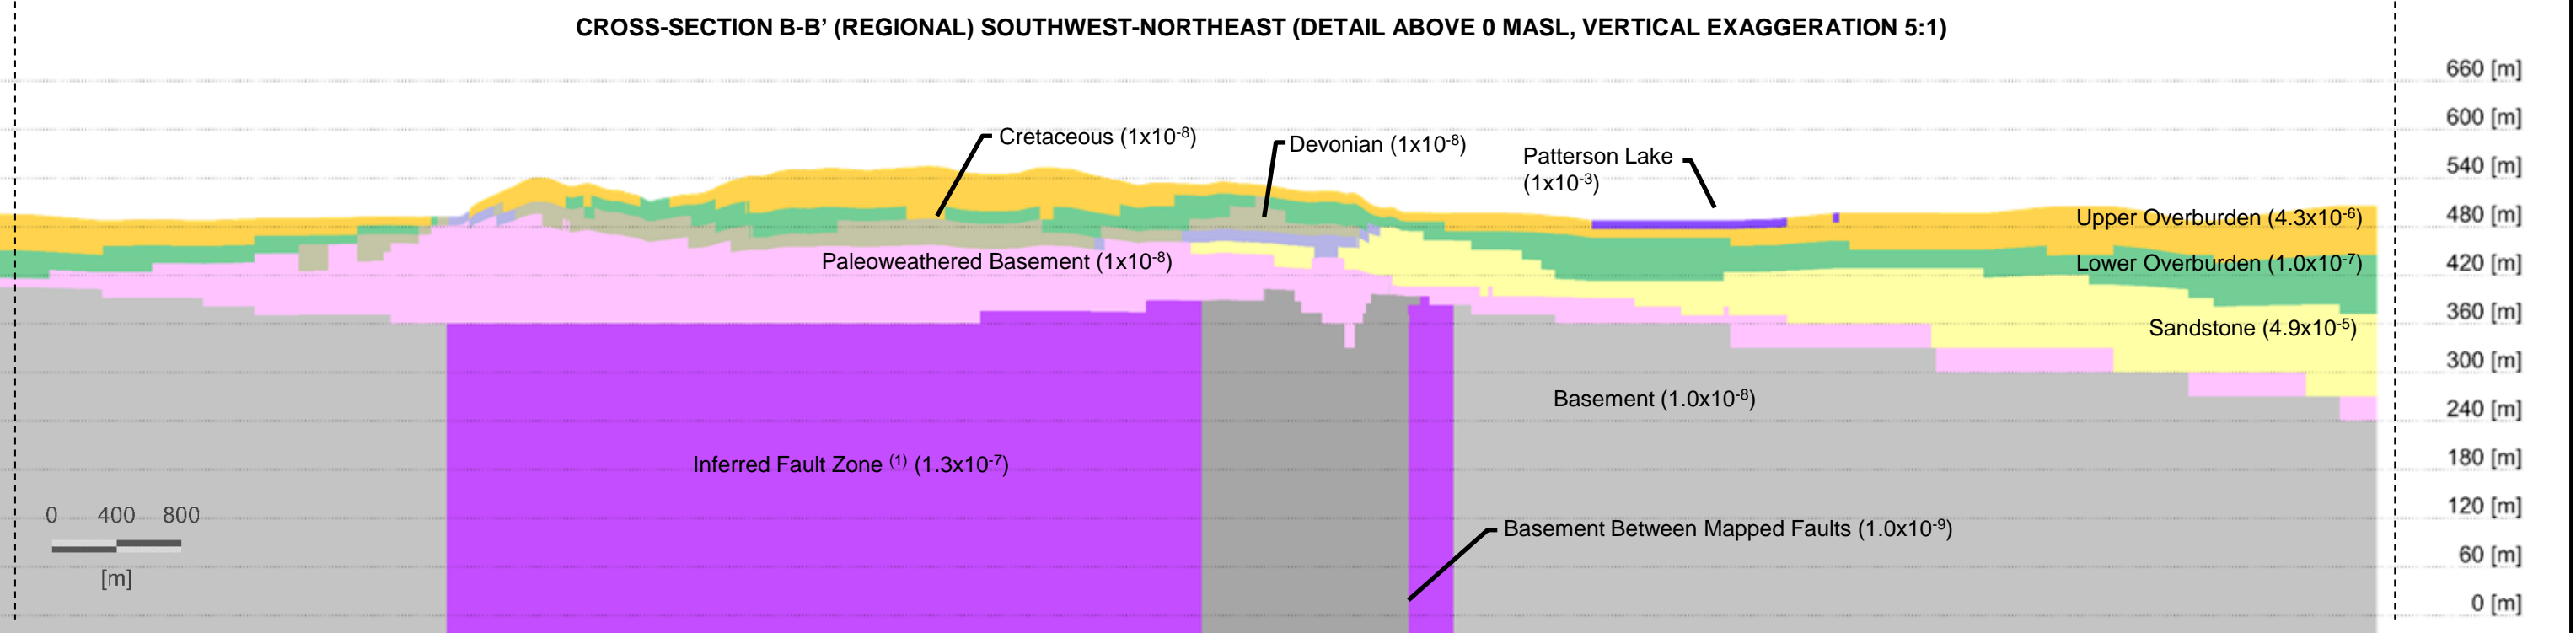 CROSS-SECTION B-B’ (REGIONAL) SOUTHWEST-NORTHEAST (DETAIL ABOVE 0 MASL, VERTICAL EXAGGERATION 5:1)
660 [m]
600 [m]
Cretaceous (1x10⁻⁸)
Devonian (1x10⁻⁸)
Patterson Lake
(1x10⁻³)
540 [m]
480 [m]
Upper Overburden (4.3x10⁻⁶)
Paleoweathered Basement (1x10⁻⁸)
Lower Overburden (1.0x10⁻⁷)
420 [m]
360 [m]
Sandstone (4.9x10⁻⁵)
300 [m]
Basement (1.0x10⁻⁸)
240 [m]
Inferred Fault Zone ⁽¹⁾ (1.3x10⁻⁷)
180 [m]
0 400 800
120 [m]
Basement Between Mapped Faults (1.0x10⁻⁹)
[m]
60 [m]
0 [m]